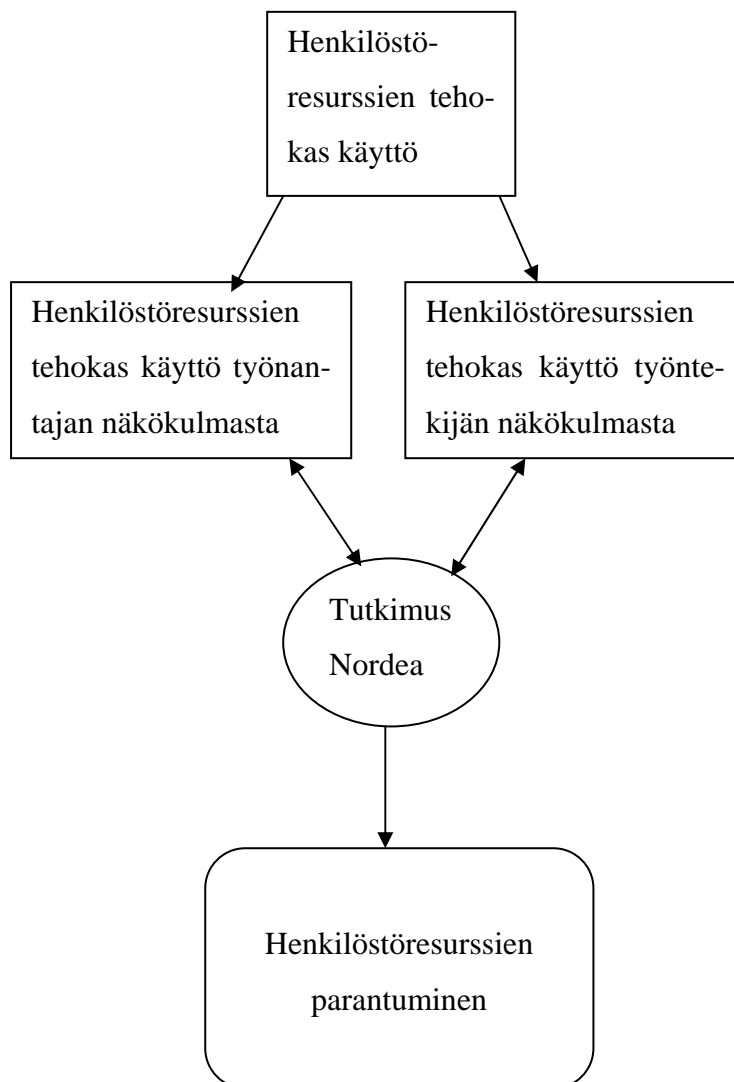 Henkilöstö-
resurssien teho-
kas käyttö
Henkilöstöresurssien
tehokas käyttö työnan-
tajan näkökulmasta
Henkilöstöresurssien
tehokas käyttö työnte-
kijän näkökulmasta
Tutkimus
Nordea
Henkilöstöresurssien
parantuminen